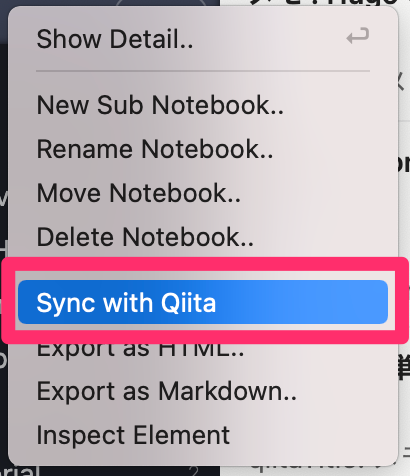 Show Detail..
New Sub Notebook..
Rename Notebook..
Move Notebook..
Delete Notebook..
Sync with Qiita
Export as HTML..
Export as Markdown..
Inspect Element